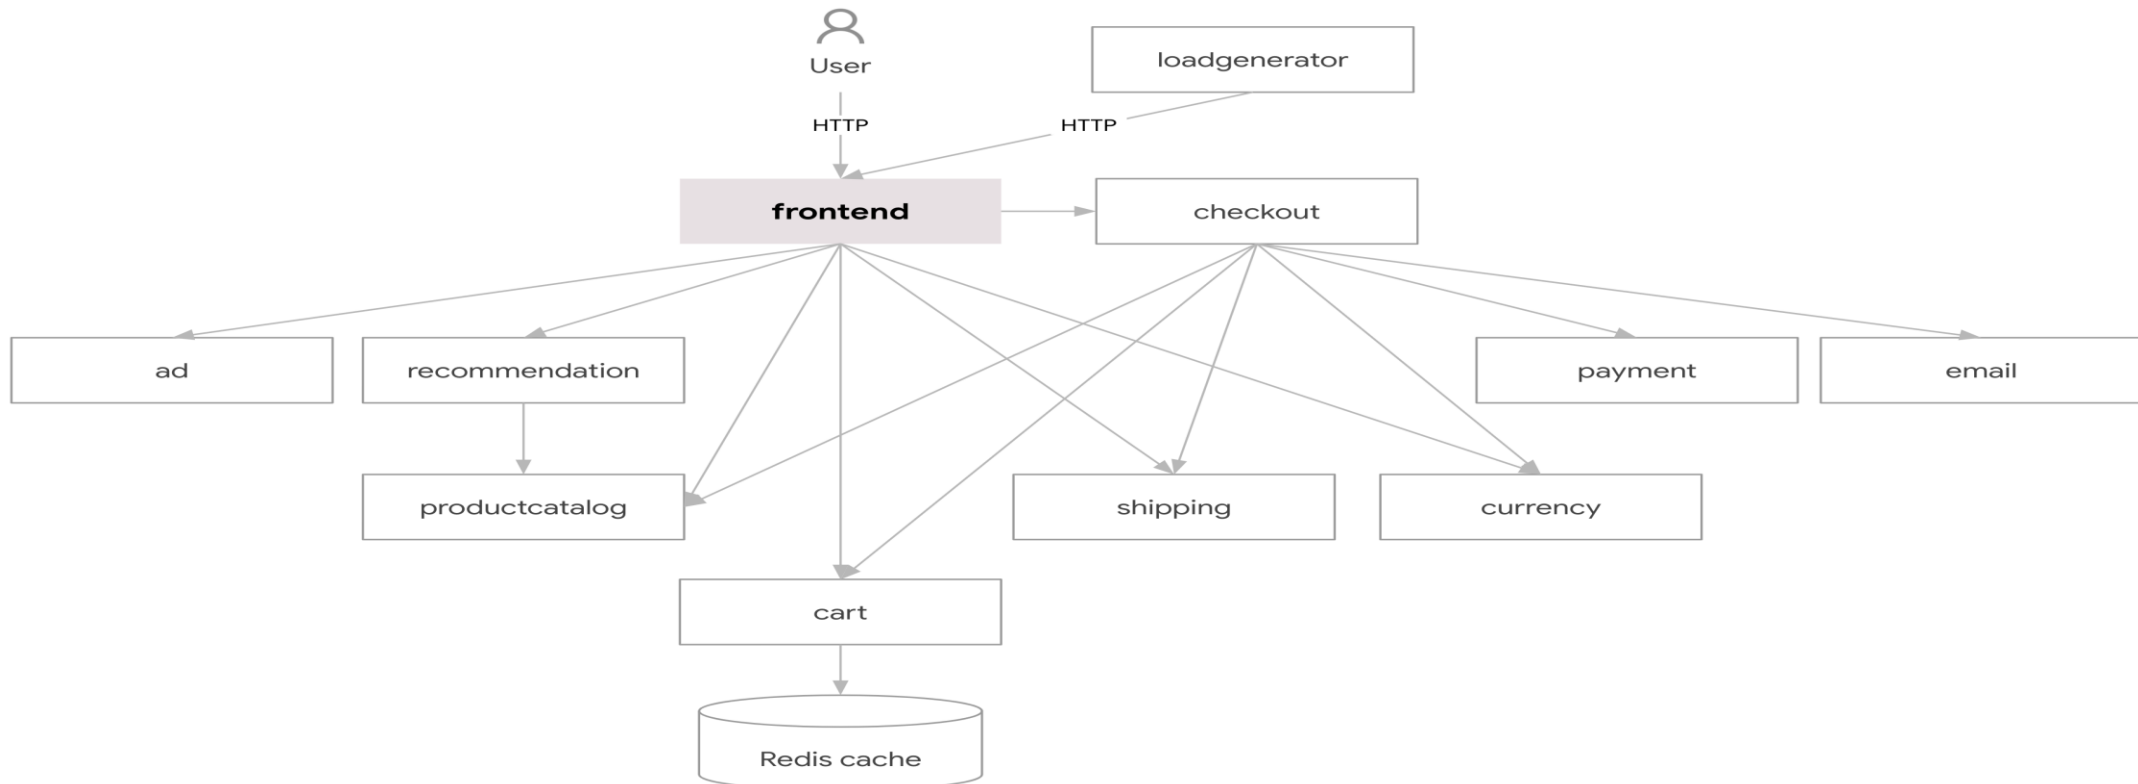 User
loadgenerator
HTTP
HTTP
frontend
checkout
ad
recommendation
payment
email
productcatalog
shipping
currency
cart
Redis cache